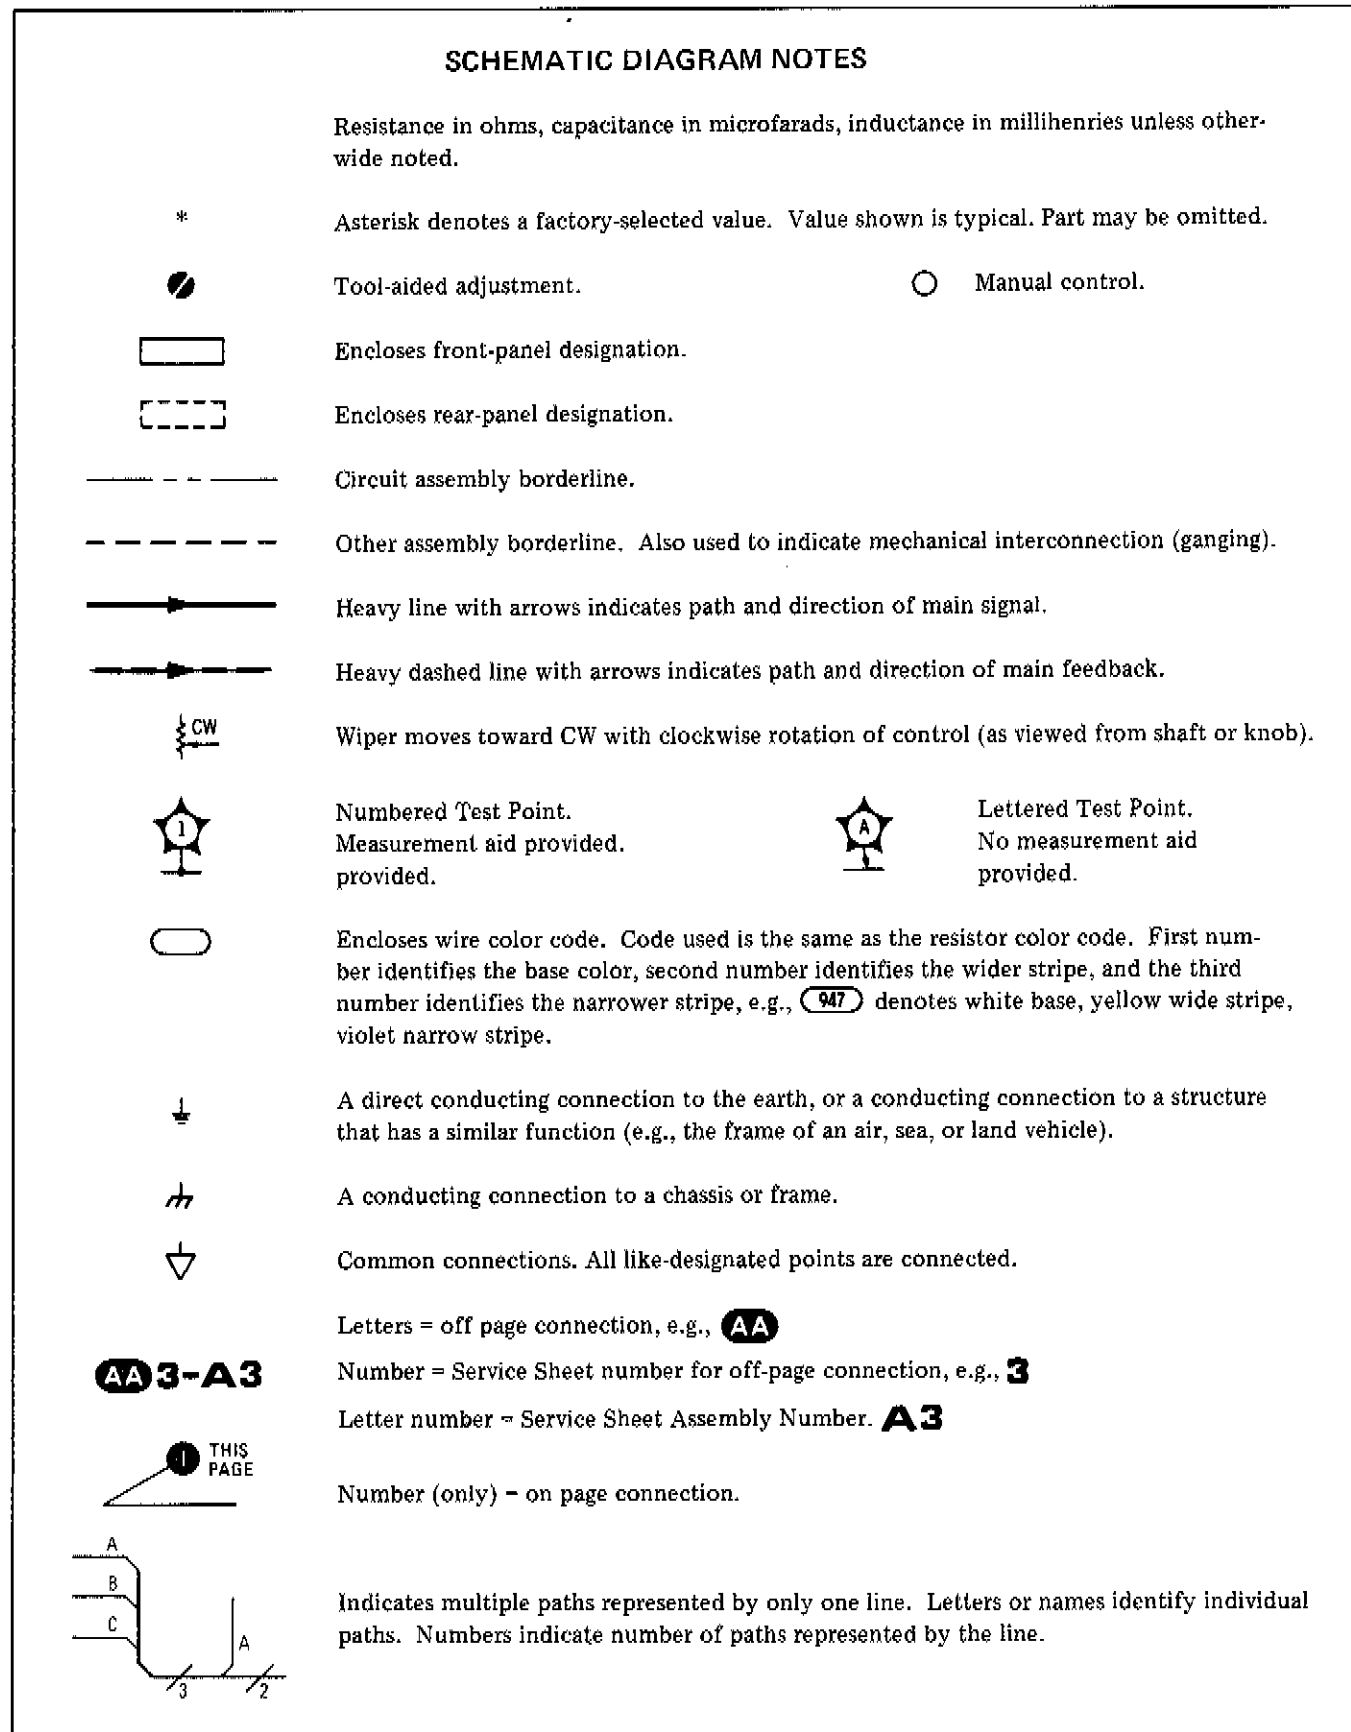 SCHEMATIC DIAGRAM NOTES
Resistance in ohms, capacitance in microfarads, inductance in millihenries unless other-
wide noted.
* Asterisk denotes a factory-selected value. Value shown is typical. Part may be omitted.
Tool-aided adjustment. Manual control.
Encloses front-panel designation.
Encloses rear-panel designation.
Circuit assembly borderline.
Other assembly borderline. Also used to indicate mechanical interconnection (ganging).
Heavy line with arrows indicates path and direction of main signal.
Heavy dashed line with arrows indicates path and direction of main feedback.
CW Wiper moves toward CW with clockwise rotation of control (as viewed from shaft or knob).
1
Numbered Test Point.
Measurement aid provided.
provided.
A
Lettered Test Point.
No measurement aid
provided.
Encloses wire color code. Code used is the same as the resistor color code. First num-
ber identifies the base color, second number identifies the wider stripe, and the third
number identifies the narrower stripe, e.g., 947 denotes white base, yellow wide stripe,
violet narrow stripe.
A direct conducting connection to the earth, or a conducting connection to a structure
that has a similar function (e.g., the frame of an air, sea, or land vehicle).
A conducting connection to a chassis or frame.
Common connections. All like-designated points are connected.
Letters = off page connection, e.g., AA
AA 3-A3 Number = Service Sheet number for off-page connection, e.g., 3
Letter number = Service Sheet Assembly Number. A3
1 THIS
PAGE
Number (only) = on page connection.
A
B
C
A
3
2
Indicates multiple paths represented by only one line. Letters or names identify individual
paths. Numbers indicate number of paths represented by the line.